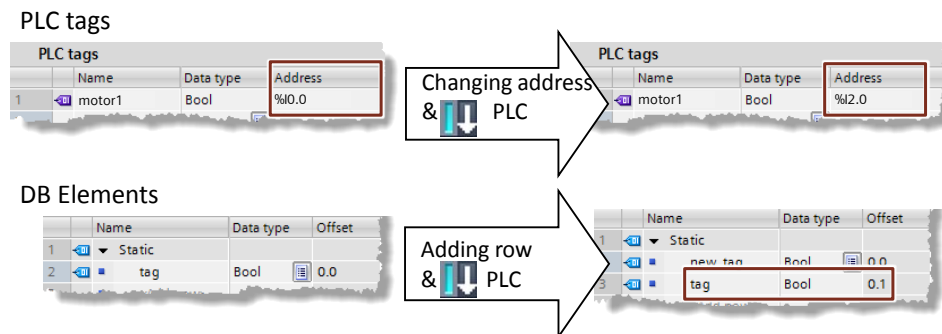 PLC tags
PLC tags
Name Data type Address
1 motor1 Bool %I0.0
Changing address
& PLC
PLC tags
Name Data type Address
motor1 Bool %I2.0
DB Elements
Name Data type Offset
1 Static
2 tag Bool 0.0
Adding row
& PLC
Name Data type Offset
1 Static
new_tag Bool 0.0
3 tag Bool 0.1